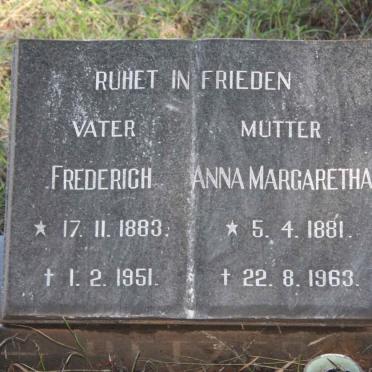 RUHET IN FRIEDEN
VATER MUTTER
FREDERICH ANNA MARGARETHA
* 17. 11. 1883. * 5. 4. 1881.
† 1. 2. 1951. † 22. 8. 1963.